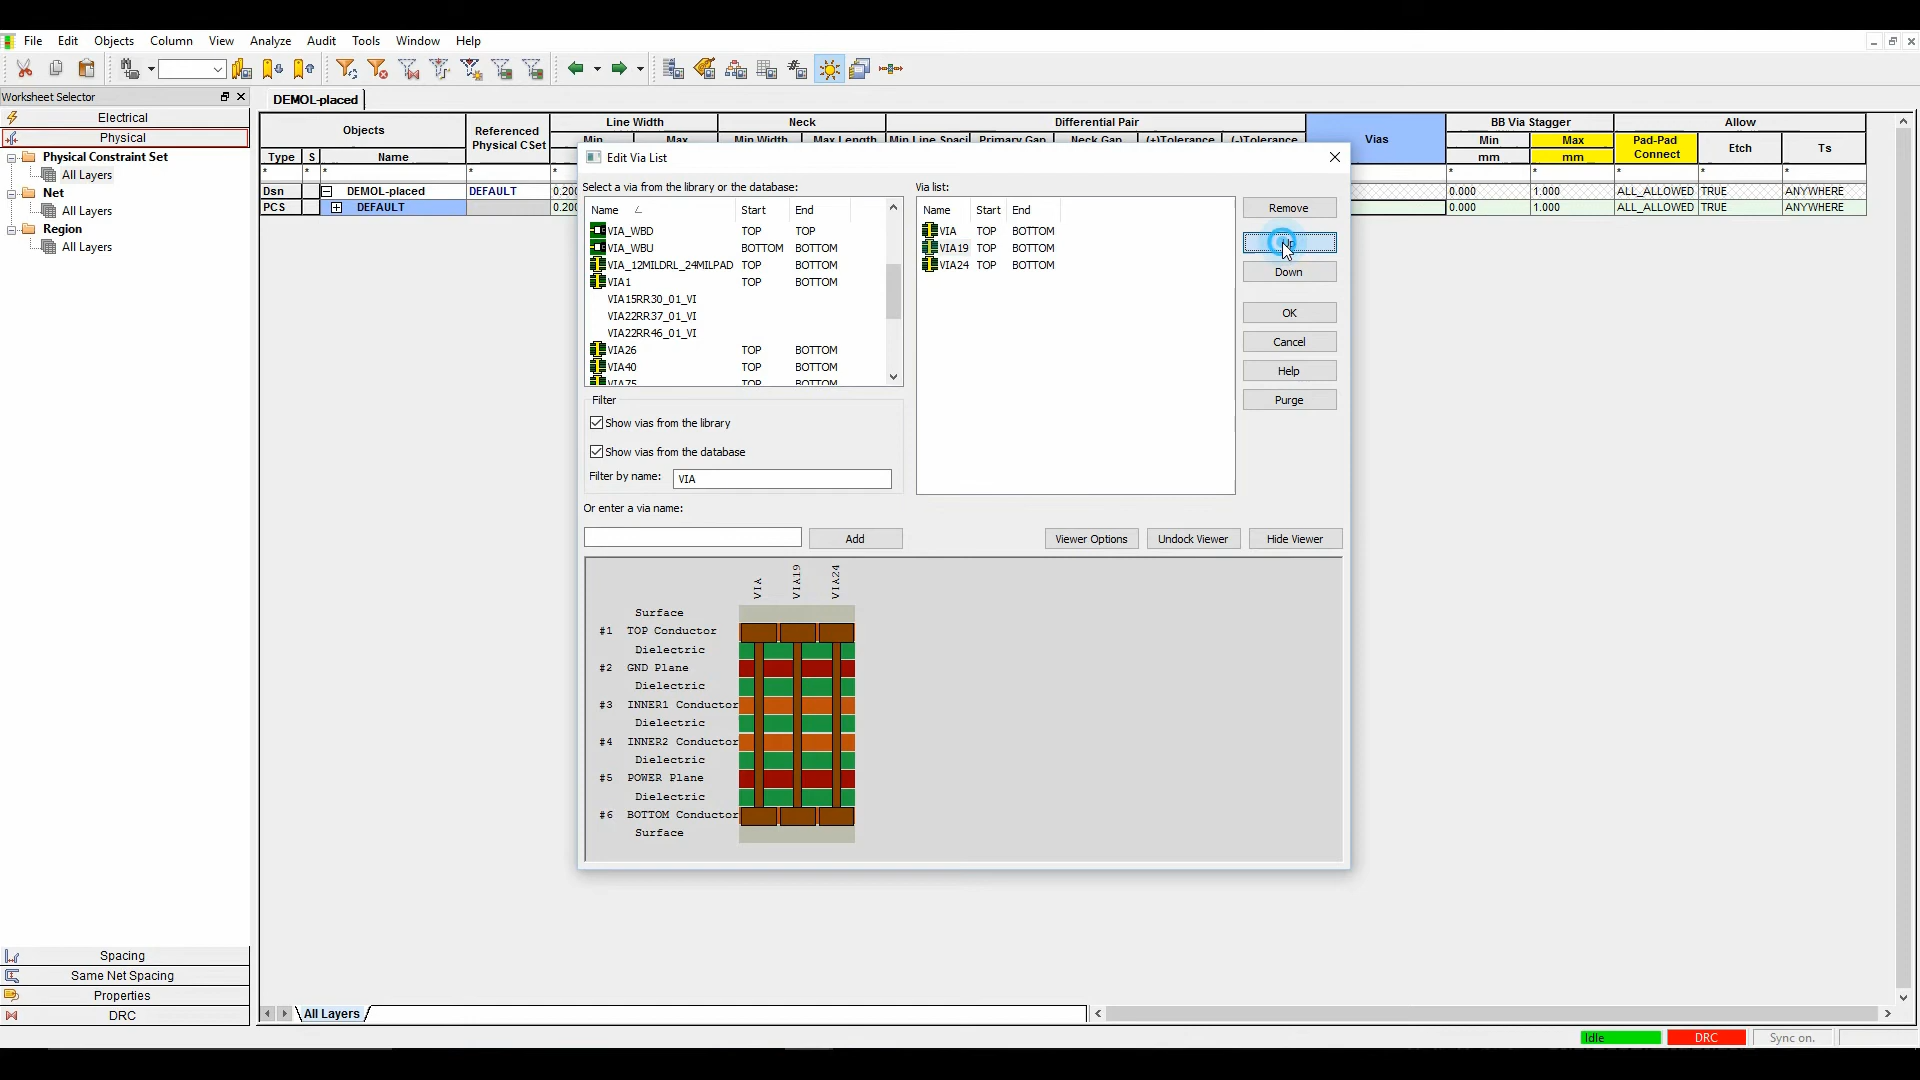 File Edit Objects Column View Analyze Audit Tools Window Help
Worksheet Selector
Electrical
Physical
Physical Constraint Set
All Layers
Net
All Layers
Region
All Layers
Spacing
Same Net Spacing
Properties
DRC
DEMOL-placed
Objects Referenced Physical CSet Line Width Neck Differential Pair Vias BB Via Stagger Allow
Min Max Min Width Max Length Min Line Spaci Primary Gap Neck Gap (+)Tolerance (-)Tolerance Min Max Pad-Pad Connect Etch Ts
Type S Name mm mm
* * * * * * * * * *
Dsn DEMOL-placed DEFAULT 0.200 0.000 1.000 ALL_ALLOWED TRUE ANYWHERE
PCS DEFAULT 0.200 0.000 1.000 ALL_ALLOWED TRUE ANYWHERE
Edit Via List
Select a via from the library or the database:
Name Start End
VIA_WBD TOP TOP
VIA_WBU BOTTOM BOTTOM
VIA_12MILDRL_24MILPAD TOP BOTTOM
VIA1 TOP BOTTOM
VIA15RR30_01_VI
VIA22RR37_01_VI
VIA22RR46_01_VI
VIA26 TOP BOTTOM
VIA40 TOP BOTTOM
VIA75 TOP BOTTOM
Via list:
Name Start End
VIA TOP BOTTOM
VIA19 TOP BOTTOM
VIA24 TOP BOTTOM
Remove
Down
OK
Cancel
Help
Purge
Filter
Show vias from the library
Show vias from the database
Filter by name: VIA
Or enter a via name:
Add
Viewer Options Undock Viewer Hide Viewer
VIA VIA19 VIA24
Surface
#1 TOP Conductor
Dielectric
#2 GND Plane
Dielectric
#3 INNER1 Conductor
Dielectric
#4 INNER2 Conductor
Dielectric
#5 POWER Plane
Dielectric
#6 BOTTOM Conductor
Surface
All Layers
Idle DRC Sync on.